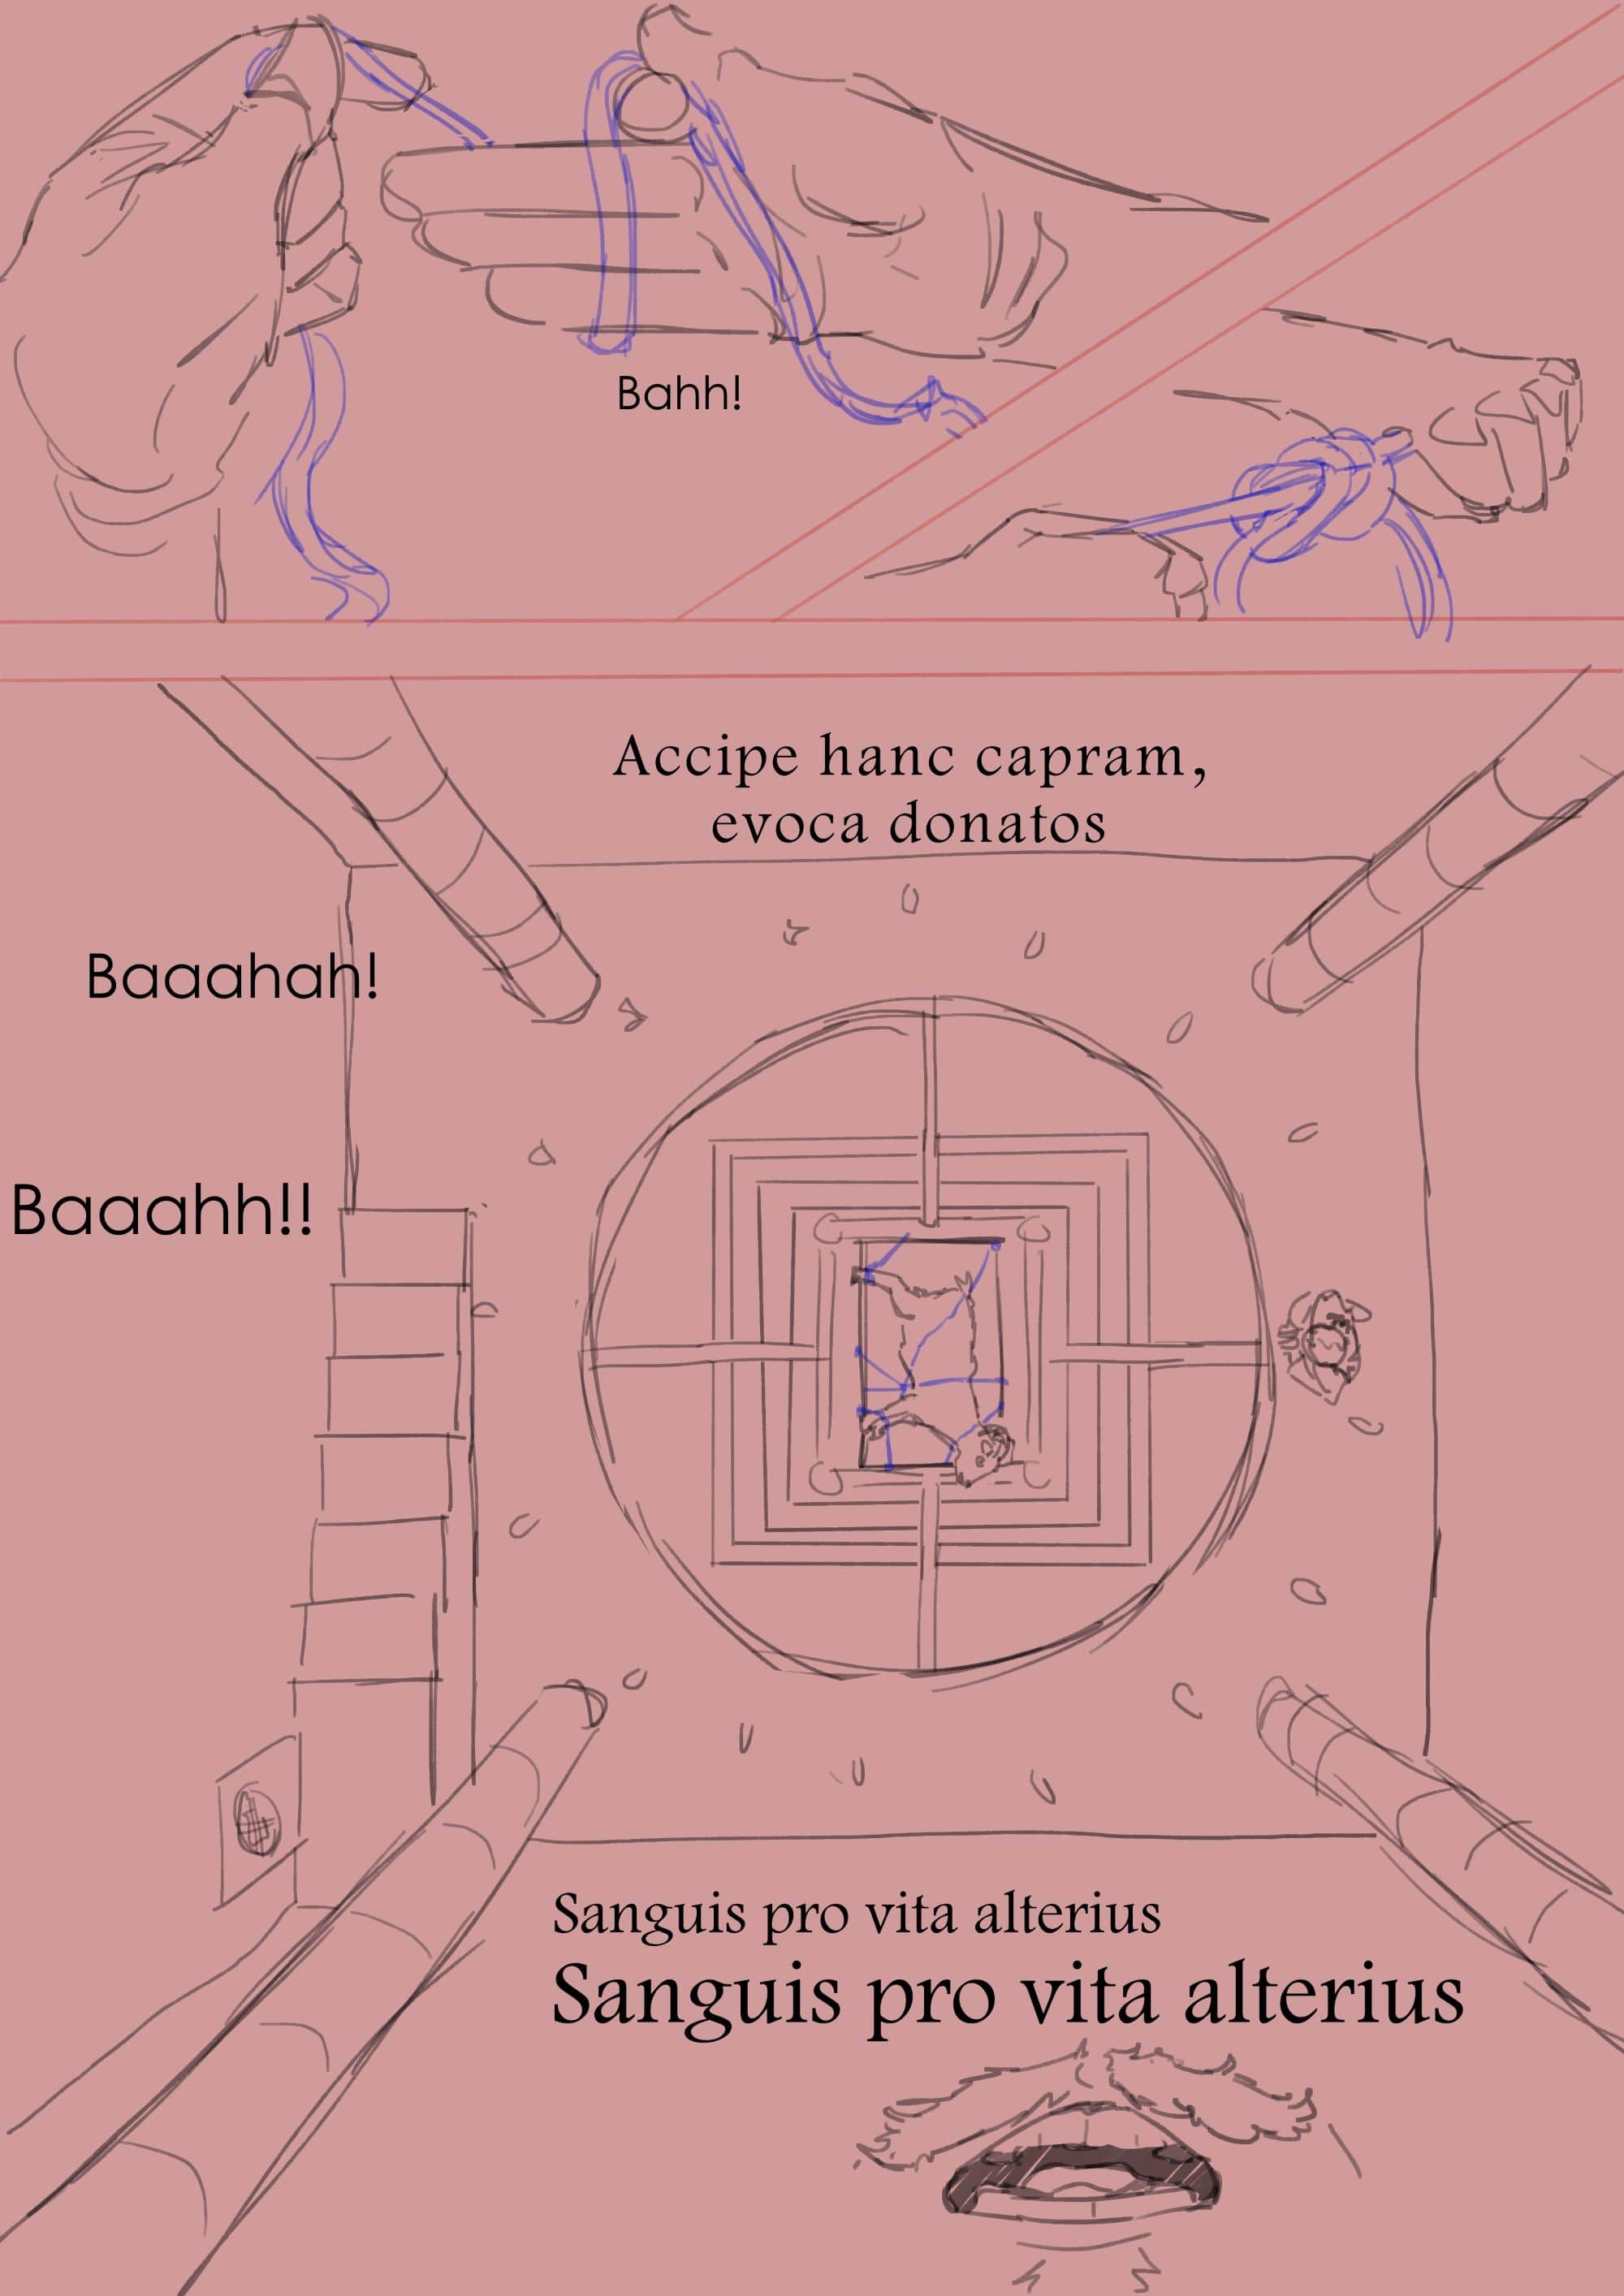 Bahh!
Accipe hanc capram,
evoca donatos
Baaahah!
Baaahh!!
Sanguis pro vita alterius
Sanguis pro vita alterius